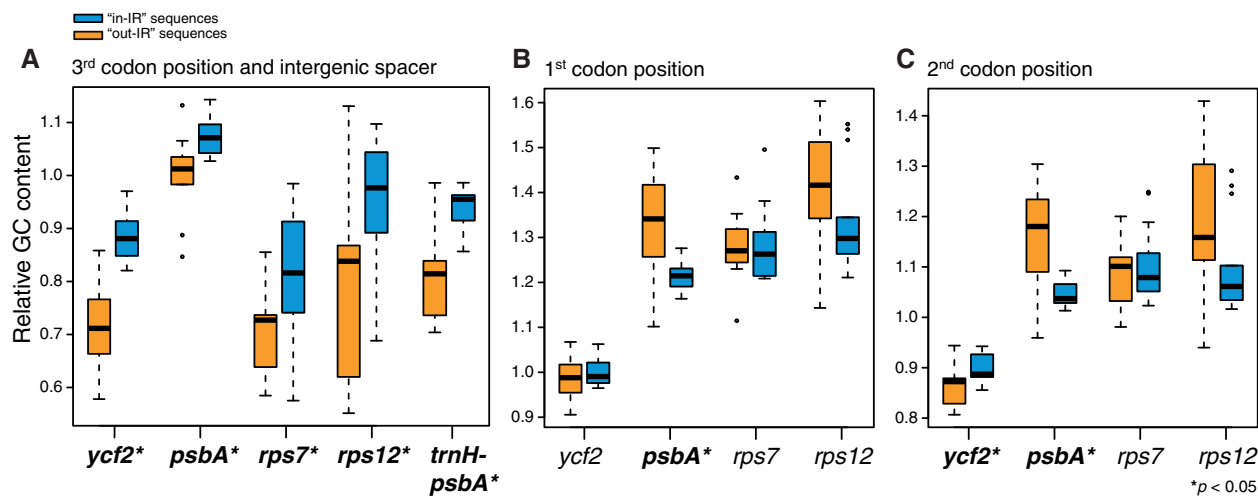 "in-IR" sequences
"out-IR" sequences
A 3rd codon position and intergenic spacer
B 1st codon position
C 2nd codon position
Relative GC content
1.1
1.0
0.9
0.8
0.7
0.6
ycf2* psbA* rps7* rps12* trnH-
psbA*
1.6
1.5
1.4
1.3
1.2
1.1
1.0
0.9
ycf2 psbA* rps7 rps12
1.4
1.3
1.2
1.1
1.0
0.9
0.8
ycf2* psbA* rps7 rps12
*p < 0.05